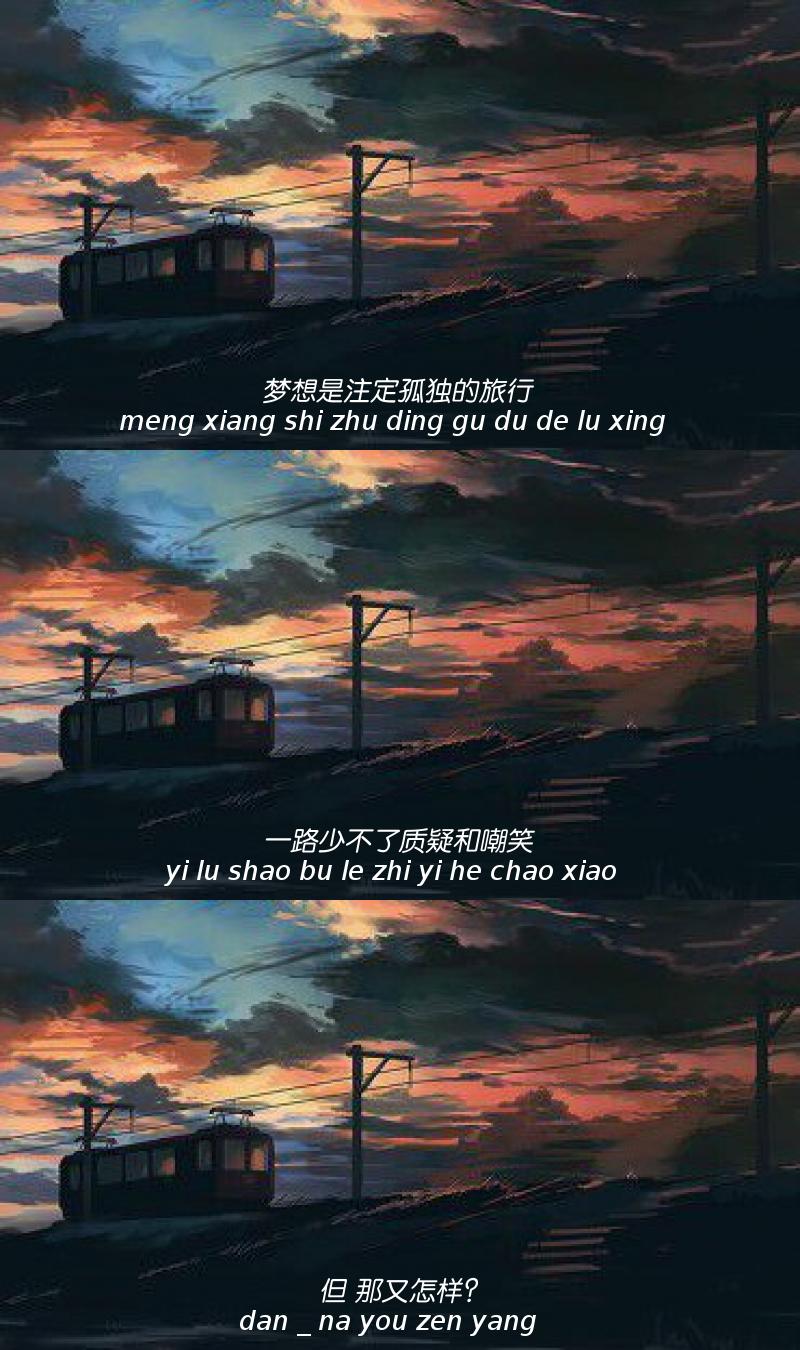 梦想是注定孤独的旅行
meng xiang shi zhu ding gu du de lu xing
一路少不了质疑和嘲笑
yi lu shao bu le zhi yi he chao xiao
但 那又怎样?
dan _ na you zen yang